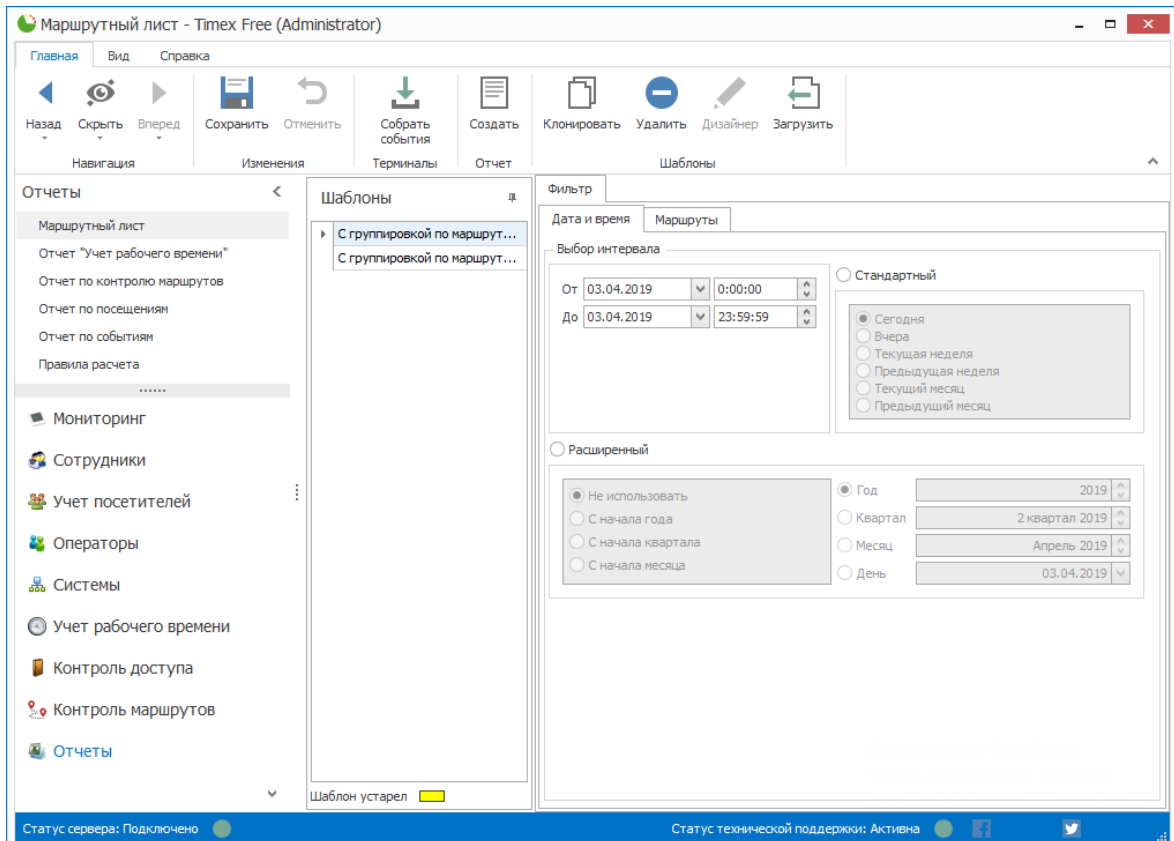 Маршрутный лист - Timex Free (Administrator)
Главная Вид Справка
Назад Скрыть Вперед Сохранить Отменить Собрать события Создать Клонировать Удалить Дизайнер Загрузить
Навигация Изменения Терминалы Отчет Шаблоны
Отчеты
Маршрутный лист
Отчет "Учет рабочего времени"
Отчет по контролю маршрутов
Отчет по посещениям
Отчет по событиям
Правила расчета
Мониторинг
Сотрудники
Учет посетителей
Операторы
Системы
Учет рабочего времени
Контроль доступа
Контроль маршрутов
Отчеты
Шаблоны
С группировкой по маршрут...
С группировкой по маршрут...
Шаблон устарел
Фильтр
Дата и время Маршруты
Выбор интервала
От 03.04.2019 0:00:00
До 03.04.2019 23:59:59
Стандартный
Сегодня
Вчера
Текущая неделя
Предыдущая неделя
Текущий месяц
Предыдущий месяц
Расширенный
Не использовать
С начала года
С начала квартала
С начала месяца
Год 2019
Квартал 2 квартал 2019
Месяц Апрель 2019
День 03.04.2019
Статус сервера: Подключено Статус технической поддержки: Активна